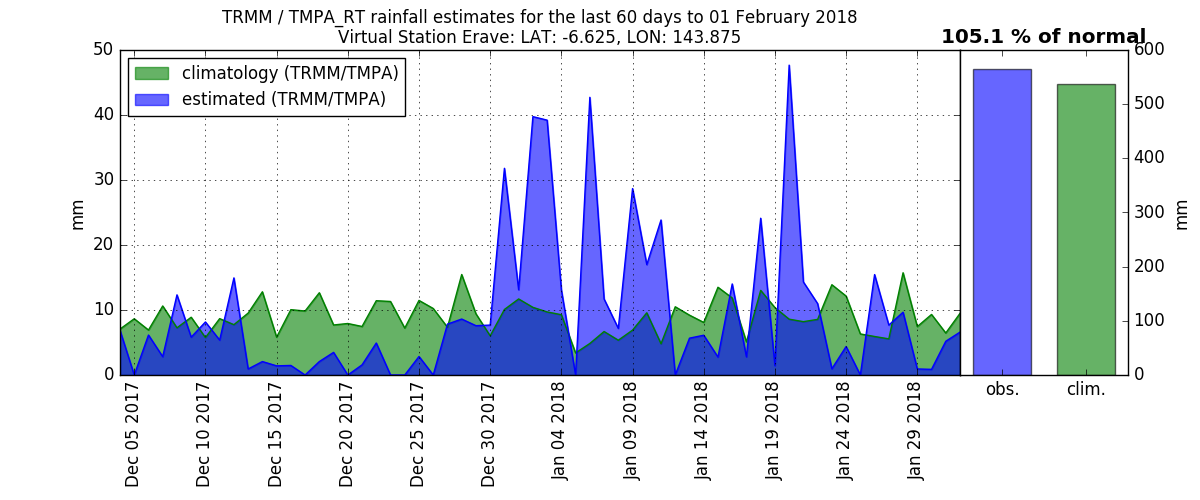 TRMM / TMPA_RT rainfall estimates for the last 60 days to 01 February 2018
Virtual Station Erave: LAT: -6.625, LON: 143.875
105.1 % of normal
climatology (TRMM/TMPA)
estimated (TRMM/TMPA)
50
40
30
20
10
0
mm
Dec 05 2017
Dec 10 2017
Dec 15 2017
Dec 20 2017
Dec 25 2017
Dec 30 2017
Jan 04 2018
Jan 09 2018
Jan 14 2018
Jan 19 2018
Jan 24 2018
Jan 29 2018
obs.
clim.
600
500
400
300
200
100
0
mm